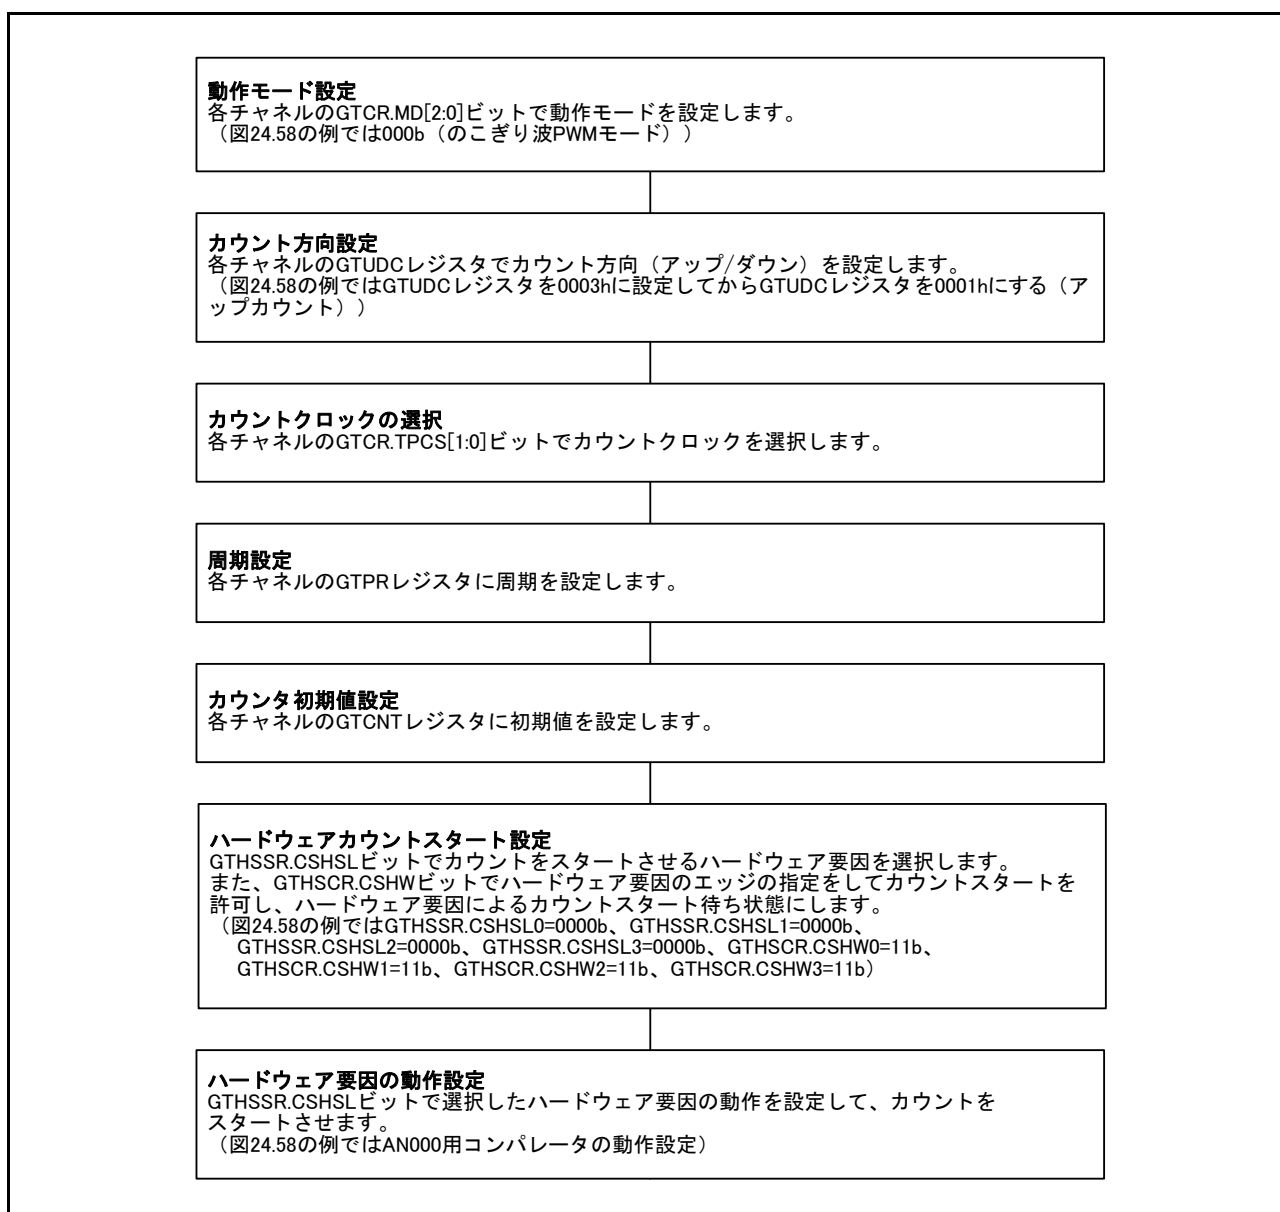 動作モード設定
各チャネルのGTCR.MD[2:0]ビットで動作モードを設定します。
（図24.58の例では000b（のこぎり波PWMモード））
カウント方向設定
各チャネルのGTUDCレジスタでカウント方向（アップ/ダウン）を設定します。
（図24.58の例ではGTUDCレジスタを0003hに設定してからGTUDCレジスタを0001hにする（ア
ップカウント））
カウントクロックの選択
各チャネルのGTCR.TPCS[1:0]ビットでカウントクロックを選択します。
周期設定
各チャネルのGTPRレジスタに周期を設定します。
カウンタ初期値設定
各チャネルのGTCNTレジスタに初期値を設定します。
ハードウェアカウントスタート設定
GTHSSR.CSHSLビットでカウントをスタートさせるハードウェア要因を選択します。
また、GTHSCR.CSHWビットでハードウェア要因のエッジの指定をしてカウントスタートを
許可し、ハードウェア要因によるカウントスタート待ち状態にします。
（図24.58の例ではGTHSSR.CSHSL0=0000b、GTHSSR.CSHSL1=0000b、
GTHSSR.CSHSL2=0000b、GTHSSR.CSHSL3=0000b、GTHSCR.CSHW0=11b、
GTHSCR.CSHW1=11b、GTHSCR.CSHW2=11b、GTHSCR.CSHW3=11b）
ハードウェア要因の動作設定
GTHSSR.CSHSLビットで選択したハードウェア要因の動作を設定して、カウントを
スタートさせます。
（図24.58の例ではAN000用コンパレータの動作設定）